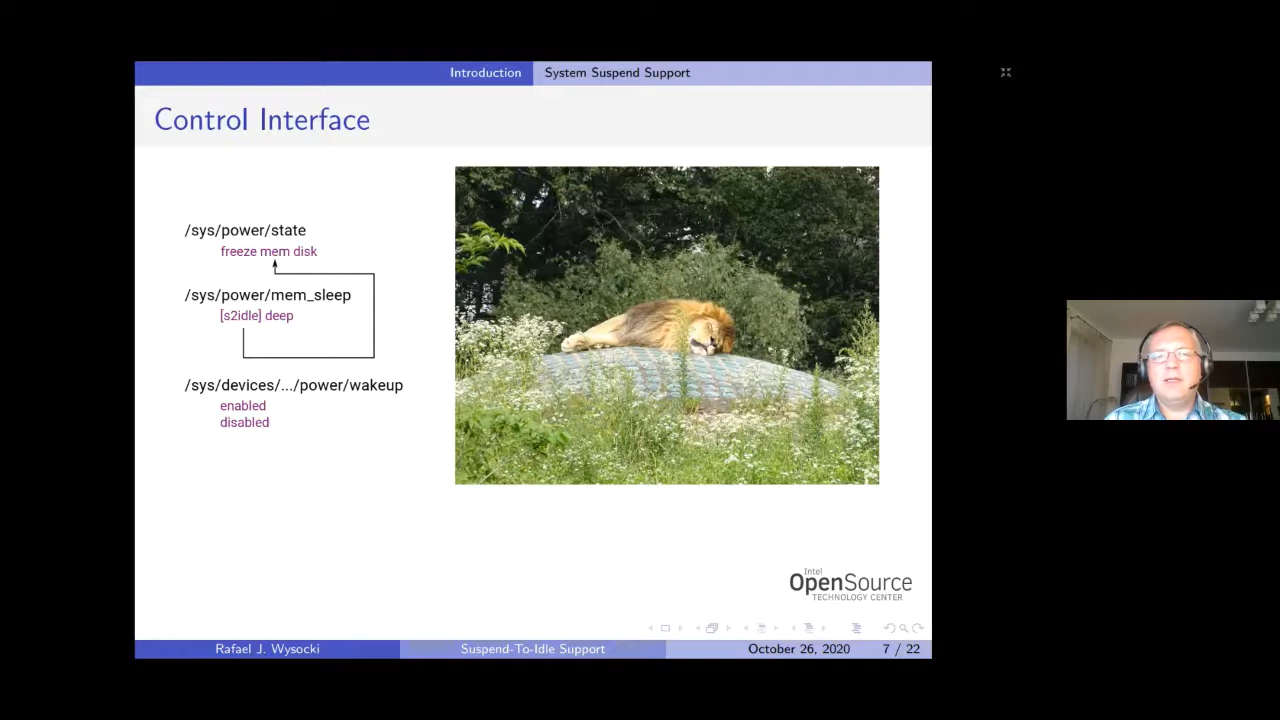 Introduction System Suspend Support
Control Interface
/sys/power/state
freeze mem disk
/sys/power/mem_sleep
[s2idle] deep
/sys/devices/.../power/wakeup
enabled
disabled
Intel
OpenSource
TECHNOLOGY CENTER
Rafael J. Wysocki Suspend-To-Idle Support October 26, 2020 7 / 22